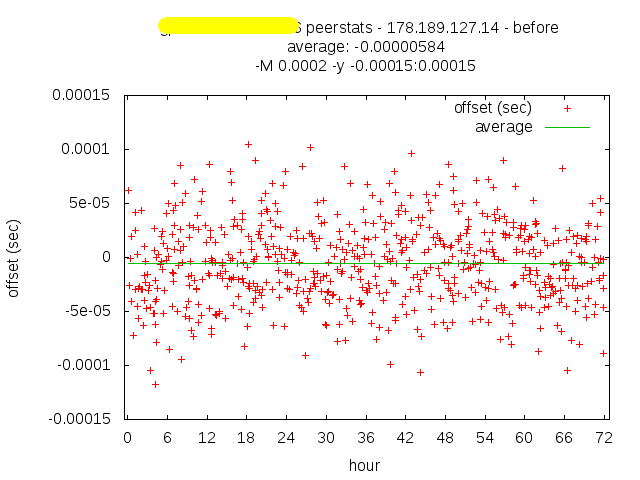 6 peerstats - 178.189.127.14 - before
average: -0.00000584
-M 0.0002 -y -0.00015:0.00015
0.00015
offset (sec)
average
0.0001
5e-05
0
-5e-05
-0.0001
-0.00015
offset (sec)
0 6 12 18 24 30 36 42 48 54 60 66 72
hour